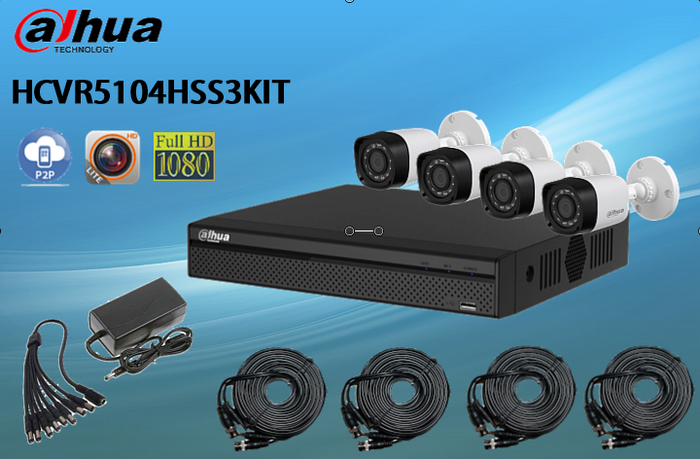 alhua
TECHNOLOGY
HCVR5104HSS3KIT
P2P
HD
LITE
Full HD
1080
alhua